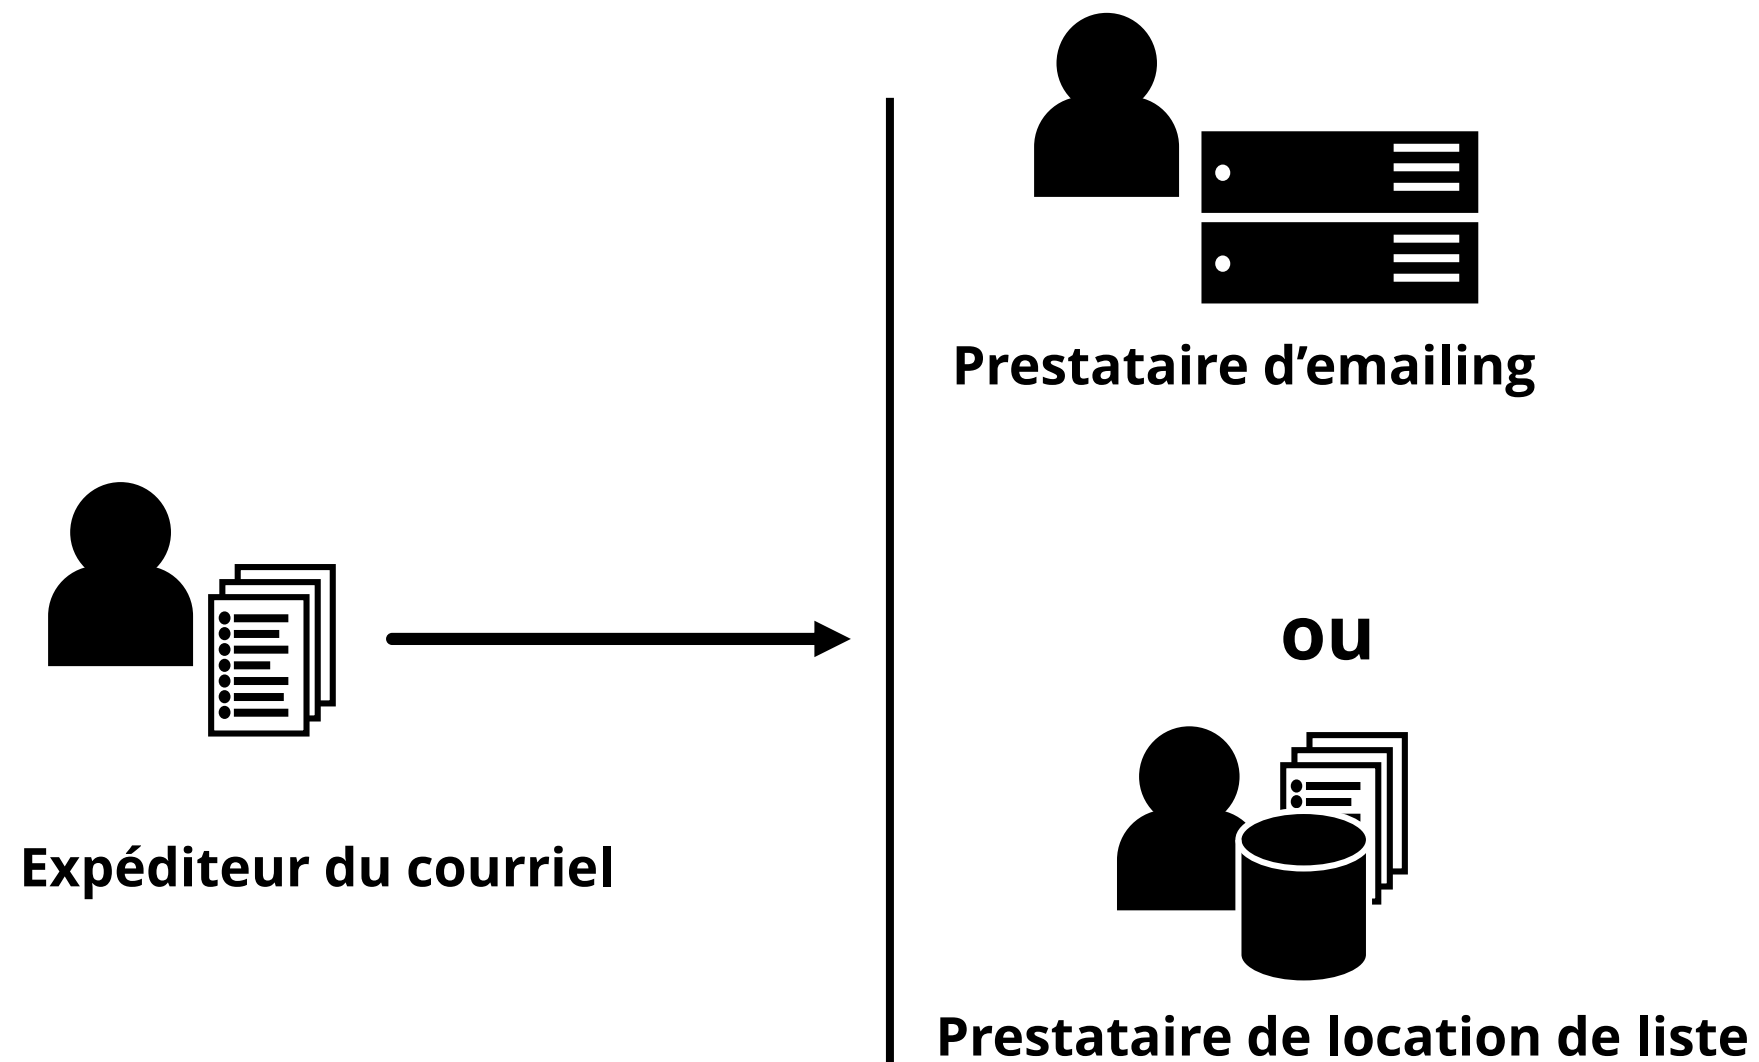 Prestataire d’emailing
ou
Expéditeur du courriel
Prestataire de location de liste